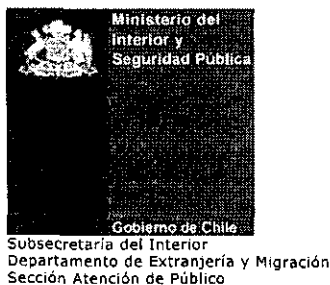 Ministerio del
Interior y
Seguridad Pública
Gobierno de Chile
Subsecretaría del Interior
Departamento de Extranjería y Migración
Sección Atención de Público